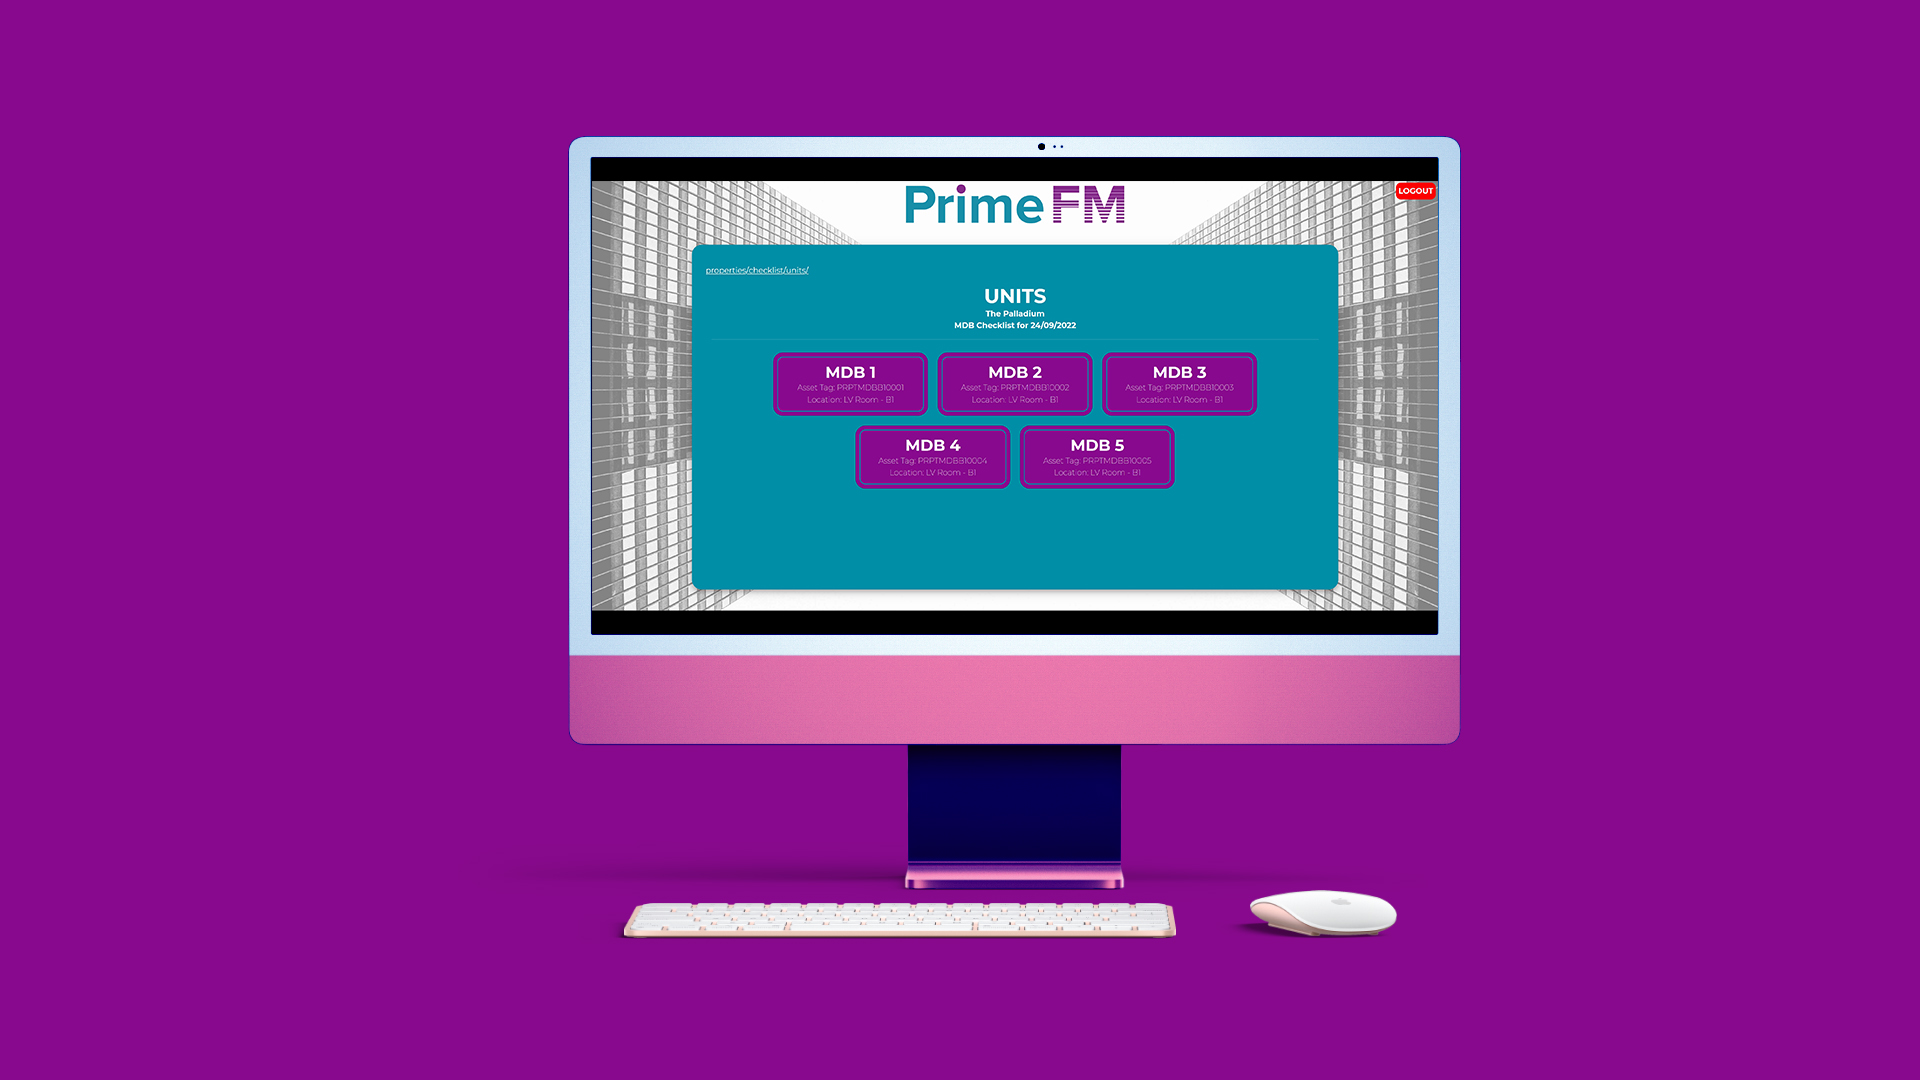 Prime FM
LOGOUT
properties/checklist/units/
UNITS
The Palladium
MDB Checklist for 24/09/2022
MDB 1
Asset Tag: PRPTMDBB10001
Location: LV Room - B1
MDB 2
Asset Tag: PRPTMDBB10002
Location: LV Room - B1
MDB 3
Asset Tag: PRPTMDBB10003
Location: LV Room - B1
MDB 4
Asset Tag: PRPTMDBB10004
Location: LV Room - B1
MDB 5
Asset Tag: PRPTMDBB10005
Location: LV Room - B1